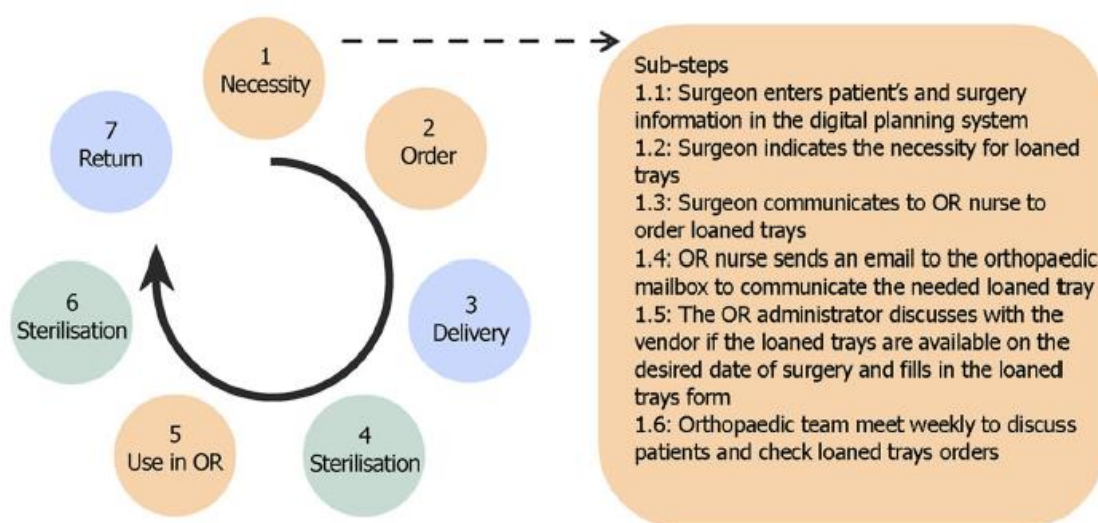 1
Necessity
2
Order
3
Delivery
4
Sterilisation
5
Use in OR
6
Sterilisation
7
Return
Sub-steps
1.1: Surgeon enters patient's and surgery
information in the digital planning system
1.2: Surgeon indicates the necessity for loaned
trays
1.3: Surgeon communicates to OR nurse to
order loaned trays
1.4: OR nurse sends an email to the orthopaedic
mailbox to communicate the needed loaned tray
1.5: The OR administrator discusses with the
vendor if the loaned trays are available on the
desired date of surgery and fills in the loaned
trays form
1.6: Orthopaedic team meet weekly to discuss
patients and check loaned trays orders